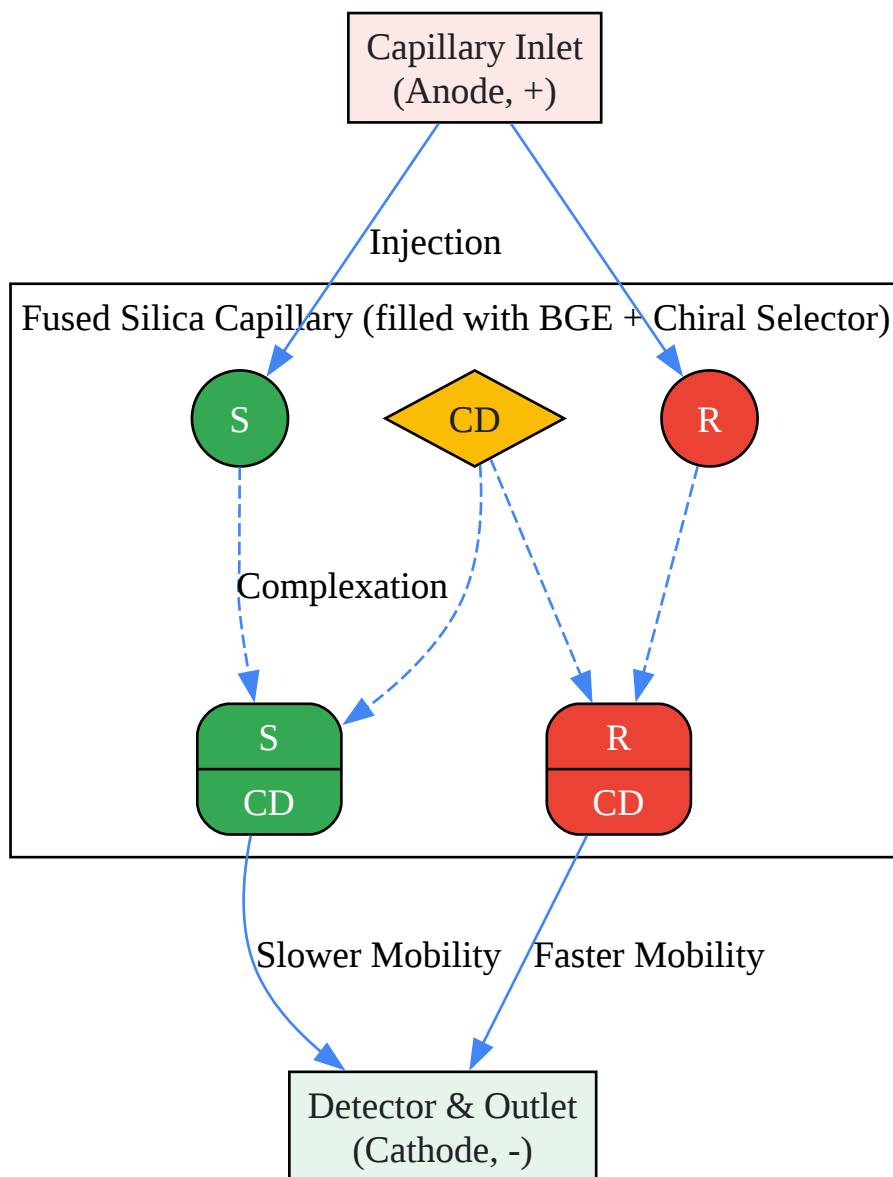 Capillary Inlet
(Anode, +)
Injection
Fused Silica Capillary (filled with BGE + Chiral Selector)
S
CD
R
Complexation
S
CD
R
CD
Slower Mobility
Faster Mobility
Detector & Outlet
(Cathode, -)